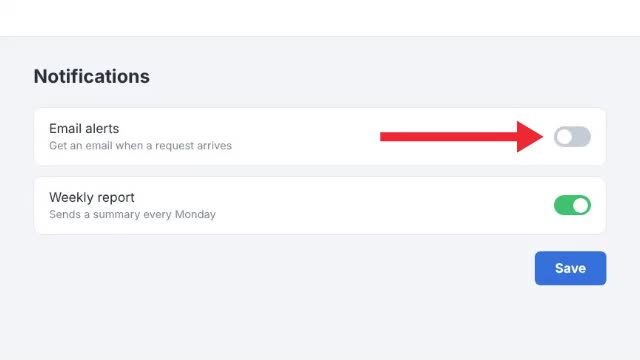 Notifications
Email alerts
Get an email when a request arrives
Weekly report
Sends a summary every Monday
Save